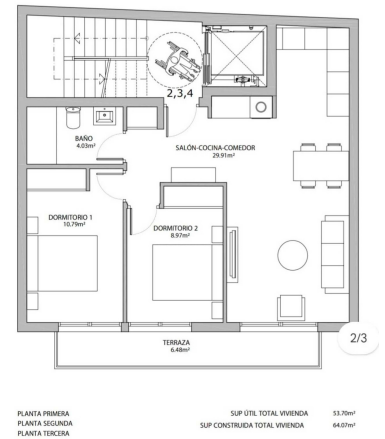 2,3,4
BAÑO
4.03m²
SALÓN-COCINA-COMEDOR
29.91m²
DORMITORIO 1
10.79m²
DORMITORIO 2
8.97m²
TERRAZA
6.48m²
2/3
PLANTA PRIMERA
PLANTA SEGUNDA
PLANTA TERCERA
SUP ÚTIL TOTAL VIVIENDA 53.70m²
SUP CONSTRUIDA TOTAL VIVIENDA 64.07m²